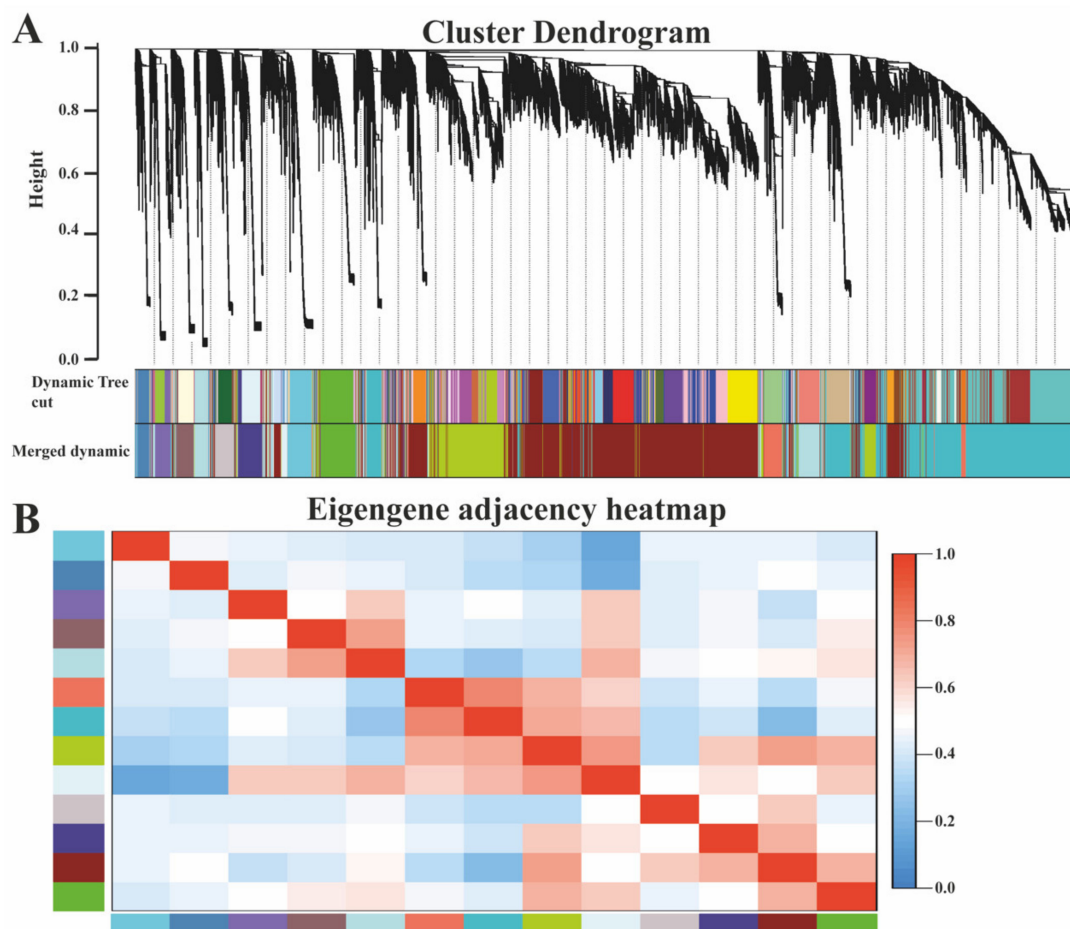 A
Cluster Dendrogram
Height
1.0
0.8
0.6
0.4
0.2
0.0
Dynamic Tree
cut
Merged dynamic
B
Eigengene adjacency heatmap
1.0
0.8
0.6
0.4
0.2
0.0